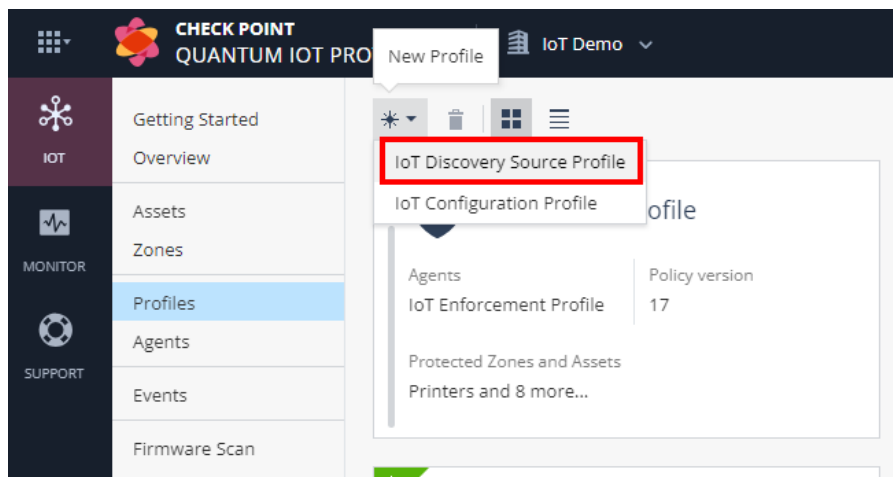 CHECK POINT
QUANTUM IOT PRO
New Profile
IoT Demo
IOT
MONITOR
SUPPORT
Getting Started
Overview
Assets
Zones
Profiles
Agents
Events
Firmware Scan
IoT Discovery Source Profile
IoT Configuration Profile
ofile
Agents
Policy version
IoT Enforcement Profile
17
Protected Zones and Assets
Printers and 8 more...